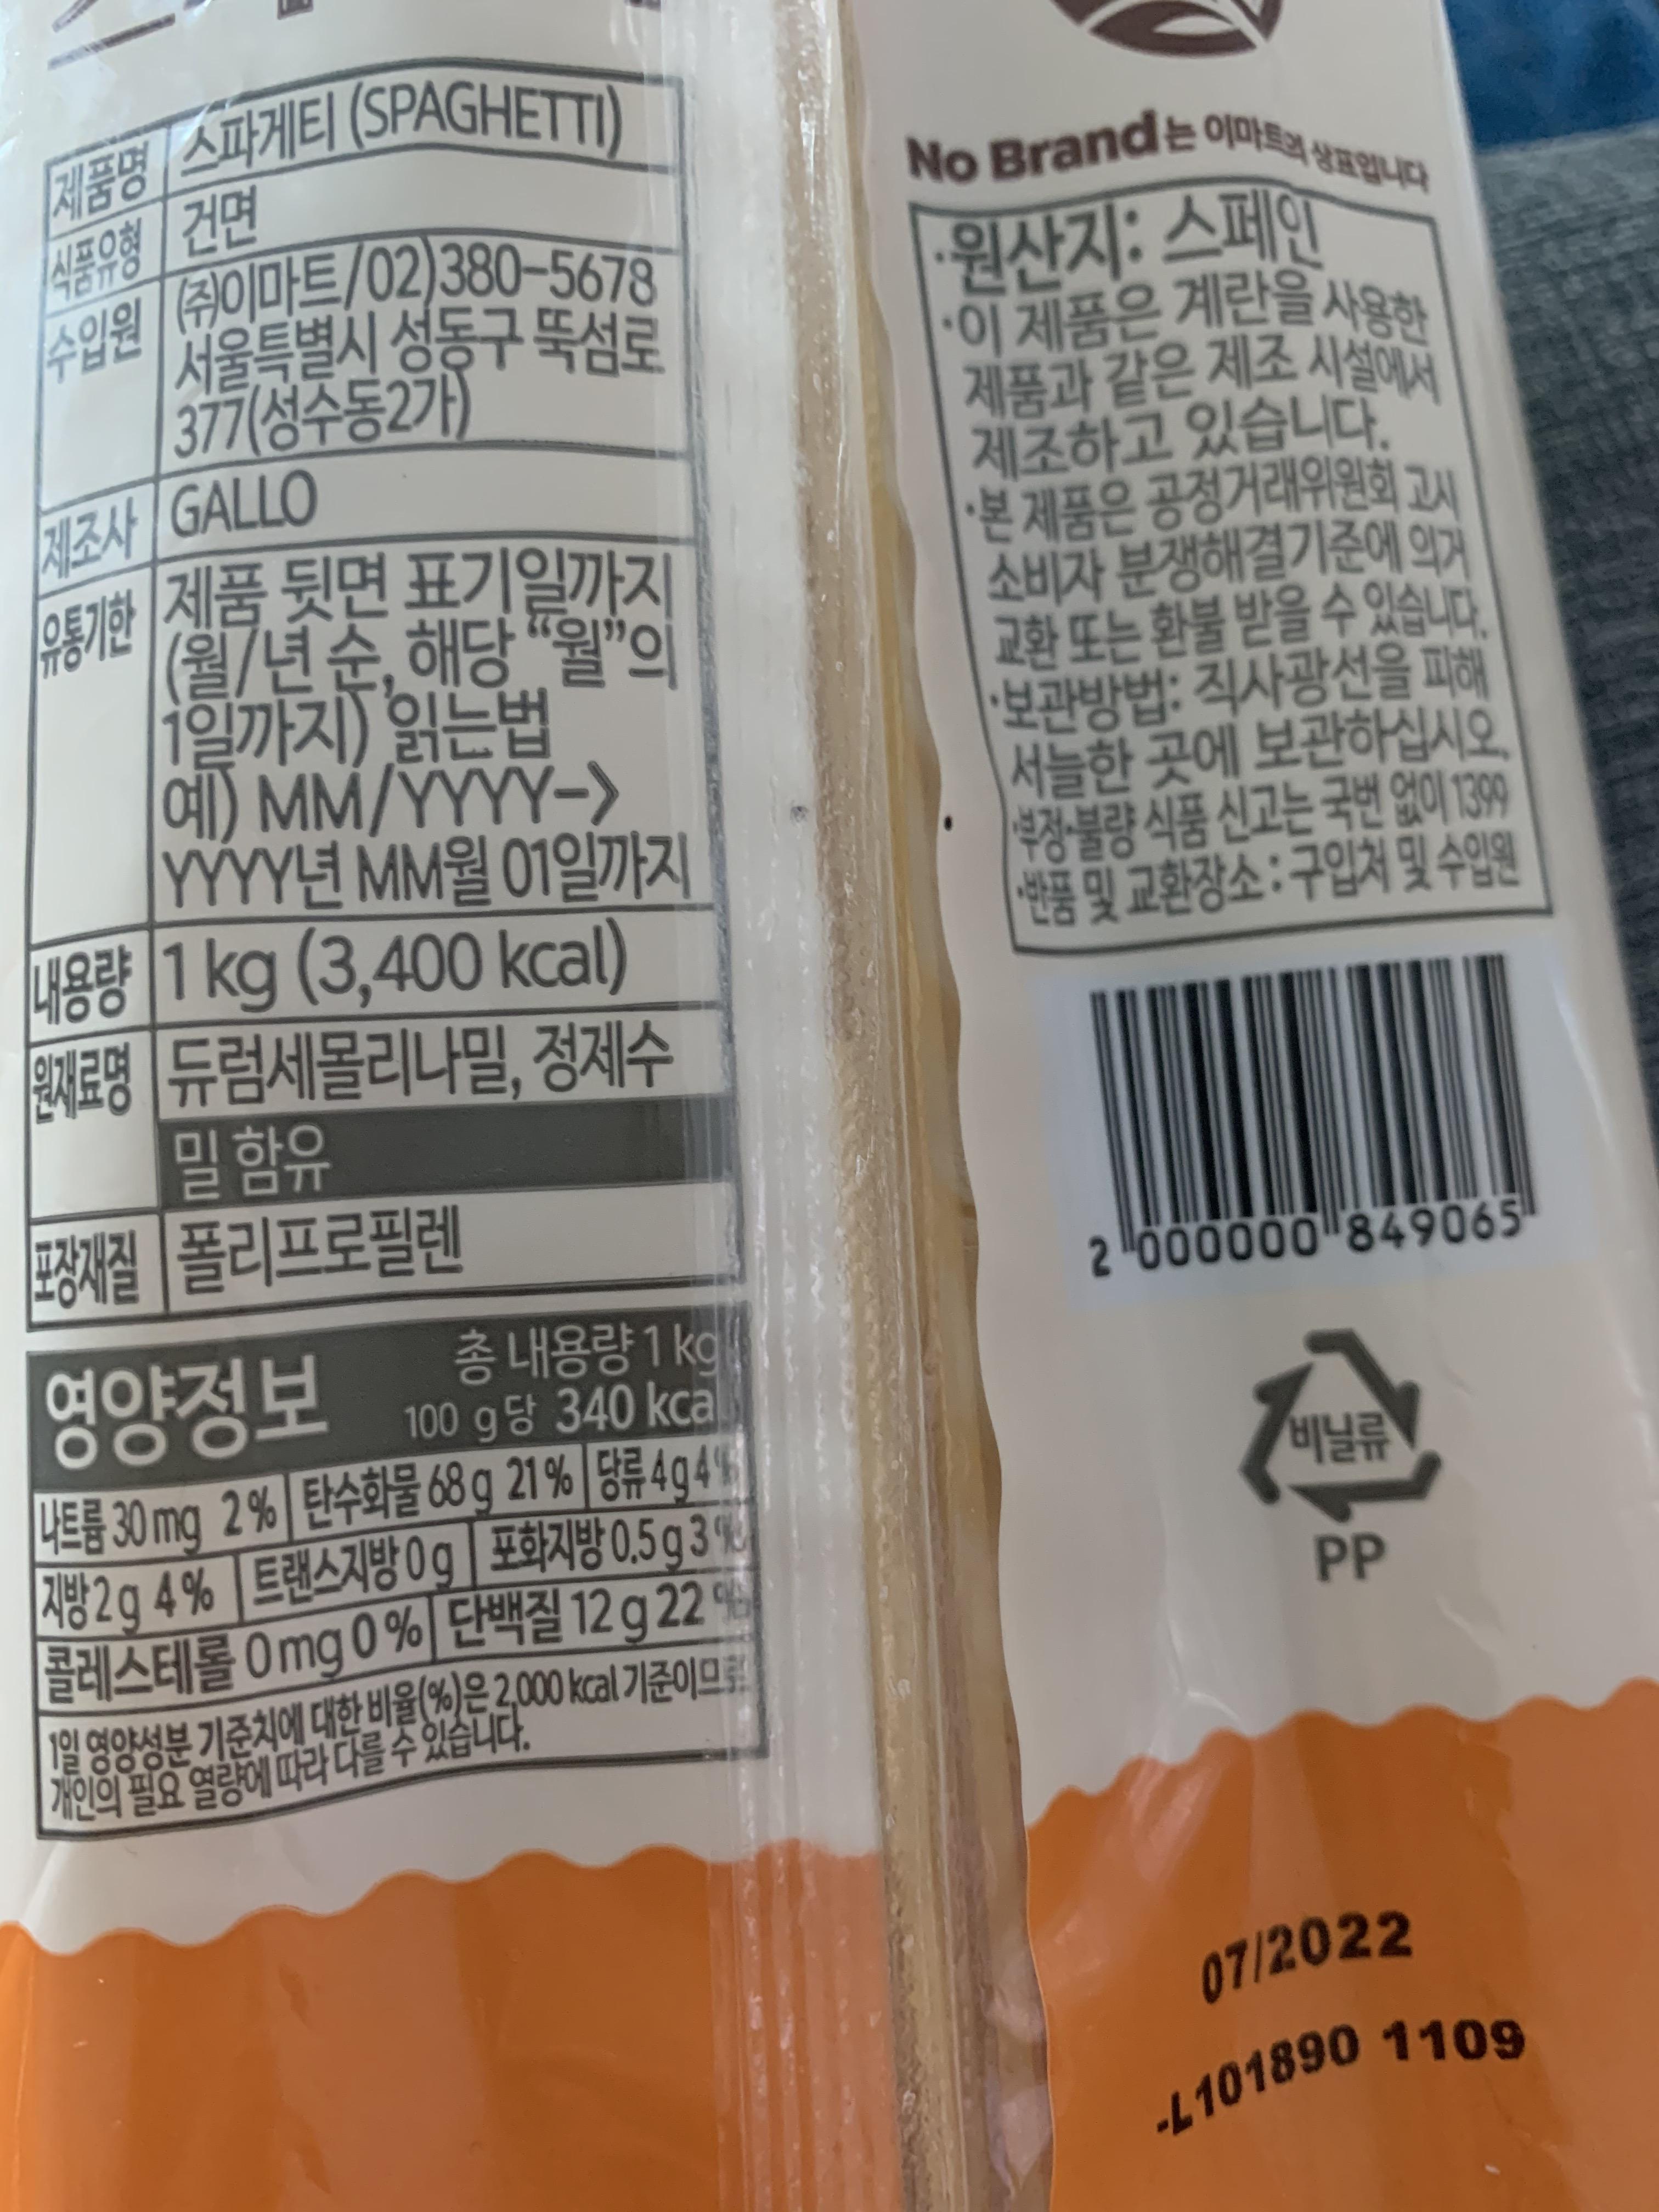 제품명 스파게티 (SPAGHETTI)
식품유형 건면
수입원 (주)이마트/02)380-5678
서울특별시 성동구 뚝섬로
377(성수동2가)
제조사 GALLO
유통기한 제품 뒷면 표기일까지
(월/년 순, 해당 “월”의
1일까지) 읽는법
예) MM/YYYY->
YYYY년 MM월 01일까지
내용량 1 kg (3,400 kcal)
원재료명 듀럼세몰리나밀, 정제수
밀 함유
포장재질 폴리프로필렌
영양정보
총 내용량 1 kg
100 g당 340 kcal
나트륨 30 mg 2 % 탄수화물 68 g 21 % 당류 4 g 4 %
지방 2 g 4 % 트랜스지방 0 g 포화지방 0.5 g 3 %
콜레스테롤 0 mg 0 % 단백질 12 g 22 %
1일 영양성분 기준치에 대한 비율(%)은 2,000 kcal 기준이므로
개인의 필요 열량에 따라 다를 수 있습니다.
No Brand는 이마트의 상표입니다
·원산지: 스페인
·이 제품은 계란을 사용한
제품과 같은 제조 시설에서
제조하고 있습니다.
·본 제품은 공정거래위원회 고시
소비자 분쟁해결기준에 의거
교환 또는 환불 받을 수 있습니다.
·보관방법: 직사광선을 피해
서늘한 곳에 보관하십시오.
·부정·불량 식품 신고는 국번 없이 1399
·반품 및 교환장소 : 구입처 및 수입원
2 000000 849065
비닐류
PP
07/2022
-L101890 1109